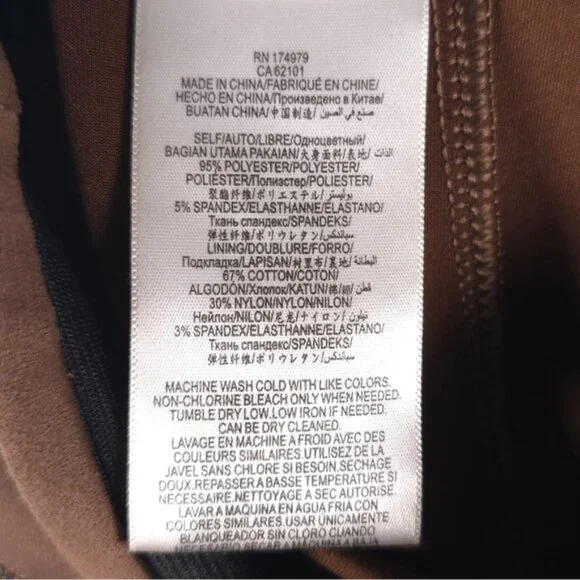 RN 174979
CA 62101
MADE IN CHINA/FABRIQUÉ EN CHINE/
HECHO EN CHINA/Произведено в Китае/
BUATAN CHINA/中国制造/ صنع في الصين
SELF/AUTO/LIBRE/Одноцветный/
BAGIAN UTAMA PAKAIAN/大身面料/表地/ الذات
95% POLYESTER/POLYESTER/
POLIÉSTER/Полиэстер/POLIESTER/
聚酯纤维/ポリエステル/ بوليستر
5% SPANDEX/ELASTHANNE/ELASTANO/
Ткань спандекс/SPANDEKS/
弹性纤维/ポリウレタン/ سباندكس
LINING/DOUBLURE/FORRO/
Подкладка/LAPISAN/衬里布/裏地/ البطانة
67% COTTON/COTON/
ALGODÓN/Хлопок/KATUN/棉/綿/ قطن
30% NYLON/NYLON/NILON/
Нейлон/NILON/尼龙/ナイロン/ نيلون
3% SPANDEX/ELASTHANNE/ELASTANO/
Ткань спандекс/SPANDEKS/
弹性纤维/ポリウレタン/ سباندكس
MACHINE WASH COLD WITH LIKE COLORS.
NON-CHLORINE BLEACH ONLY WHEN NEEDED.
TUMBLE DRY LOW.LOW IRON IF NEEDED.
CAN BE DRY CLEANED.
LAVAGE EN MACHINE A FROID AVEC DES
COULEURS SIMILAIRES.UTILISEZ DE LA
JAVEL SANS CHLORE SI BESOIN.SECHAGE
DOUX.REPASSER A BASSE TEMPERATURE SI
NECESSAIRE.NETTOYAGE A SEC AUTORISE.
LAVAR A MAQUINA EN AGUA FRIA CON
COLORES SIMILARES.USAR UNICAMENTE
BLANQUEADOR SIN CLORO CUANDO
NECESARIO.SECAR A MAQUINA A BAJO